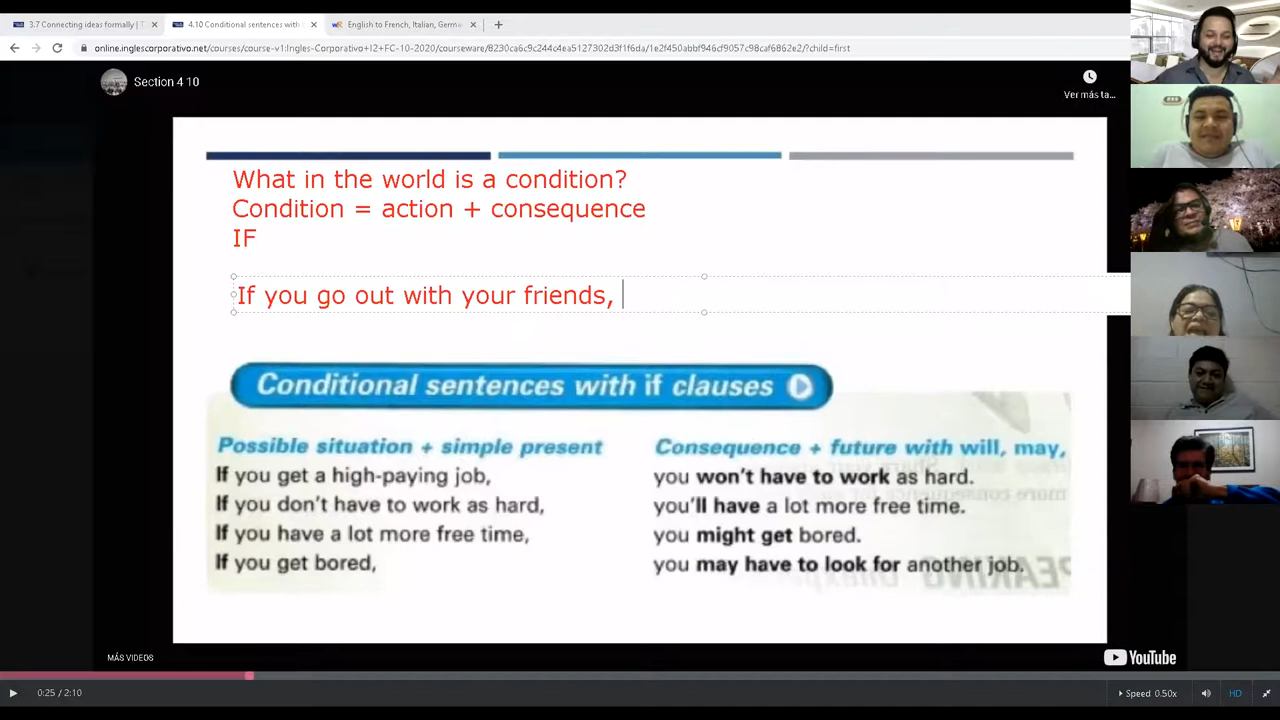 3.7 Connecting ideas formally | T
4.10 Conditional sentences with
English to French, Italian, Germ
online.inglescorporativo.net/courses/course-v1:Ingles-Corporativo+I2+FC-10-2020/courseware/8230ca6c9c244c4ea5127302d3f1f6da/1e2f450abbf946cf9057c98caf6862e2/?child=first
Section 4 10
Ver más ta...
What in the world is a condition?
Condition = action + consequence
IF
If you go out with your friends,
Conditional sentences with if clauses
Possible situation + simple present
Consequence + future with will, may,
If you get a high-paying job,
you won't have to work as hard.
If you don't have to work as hard,
you'll have a lot more free time.
If you have a lot more free time,
you might get bored.
If you get bored,
you may have to look for another job.
MÁS VIDEOS
YouTube
0:25 / 2:10
Speed 0.50x
HD